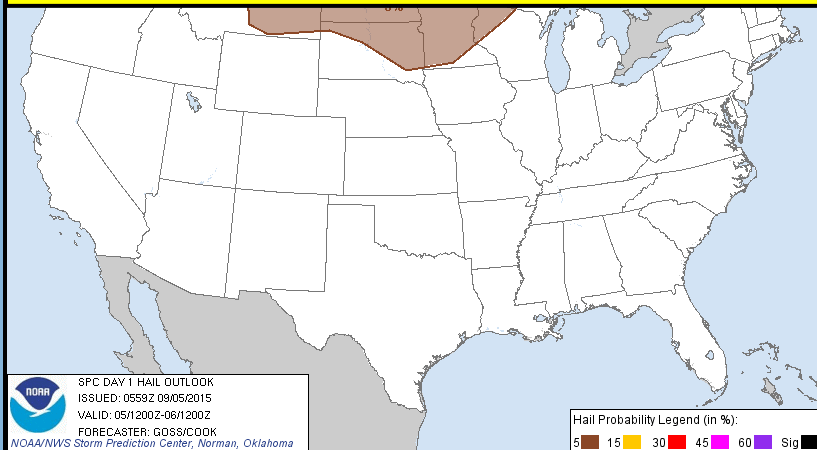 NOAA
SPC DAY 1 HAIL OUTLOOK
ISSUED: 0559Z 09/05/2015
VALID: 05/1200Z-06/1200Z
FORECASTER: GOSS/COOK
NOAA/NWS Storm Prediction Center, Norman, Oklahoma
Hail Probability Legend (in %):
5 15 30 45 60 Sig